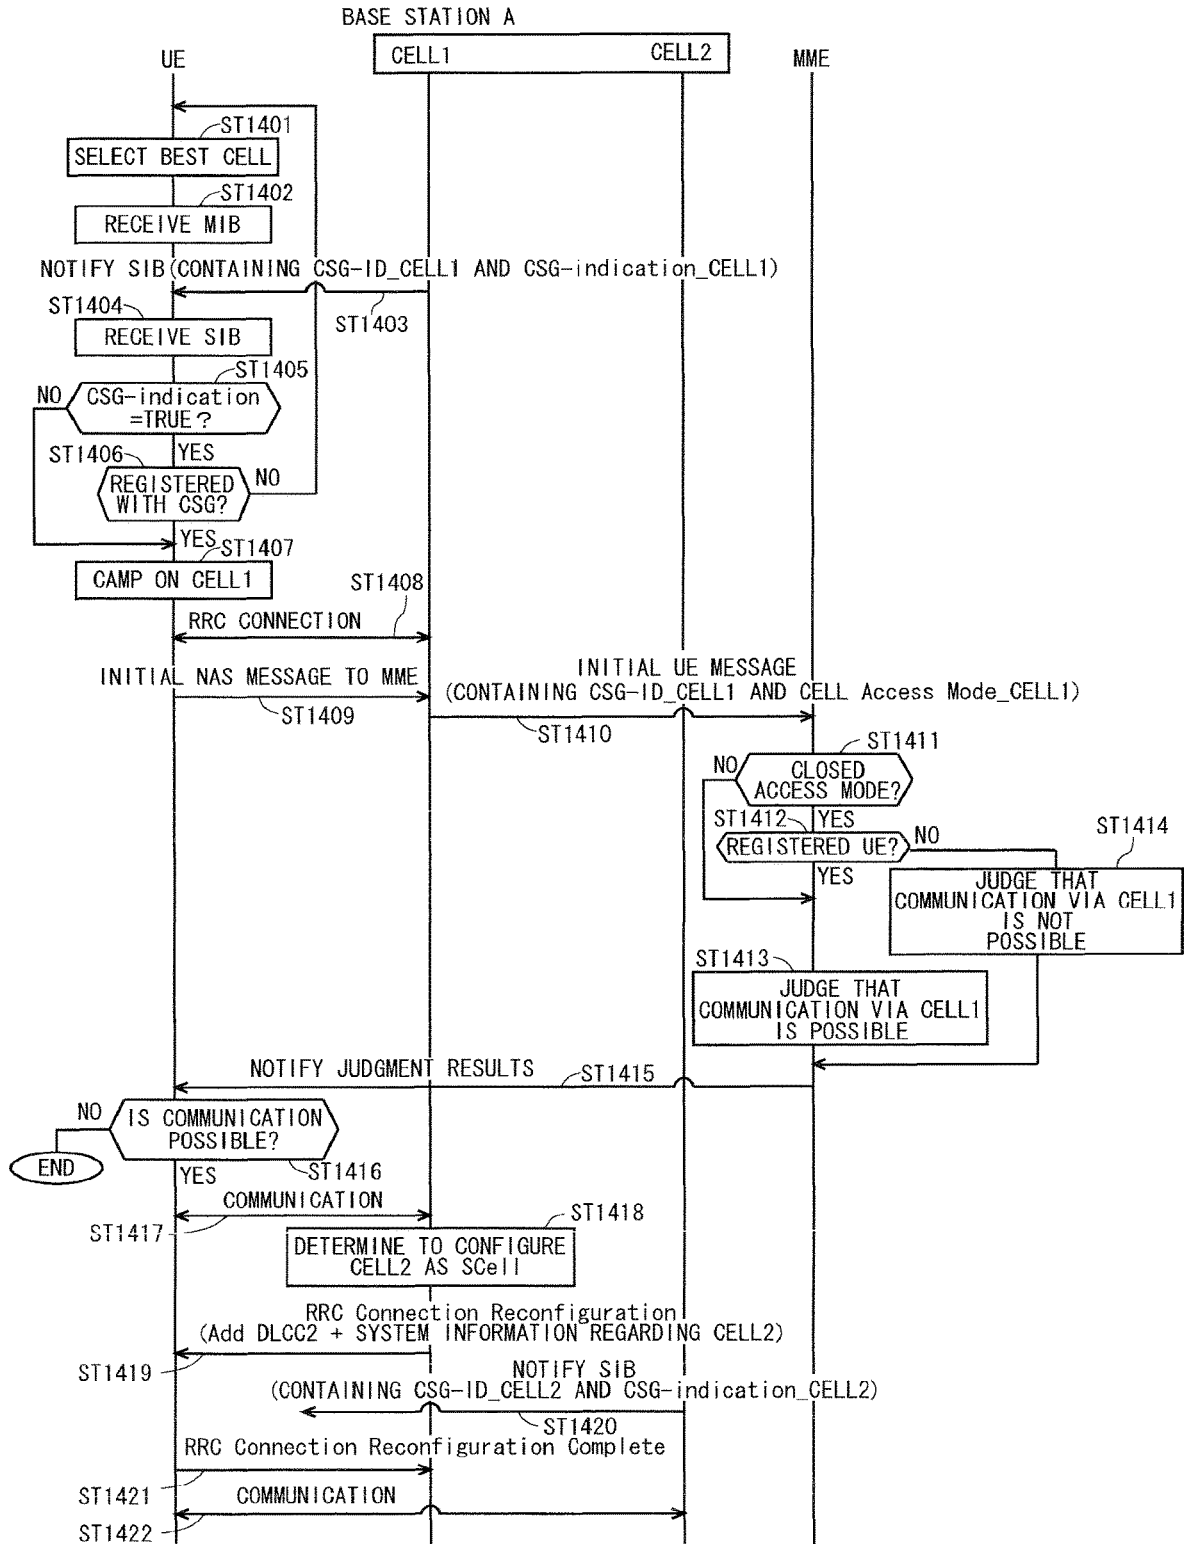 BASE STATION A
UE
CELL1
CELL2
MME
ST1401
SELECT BEST CELL
ST1402
RECEIVE MIB
NOTIFY SIB(CONTAINING CSG-ID_CELL1 AND CSG-indication_CELL1)
ST1403
ST1404
RECEIVE SIB
ST1405
NO
CSG-indication
=TRUE?
YES
ST1406
REGISTERED
WITH CSG?
NO
YES
ST1407
CAMP ON CELL1
ST1408
RRC CONNECTION
INITIAL NAS MESSAGE TO MME
ST1409
INITIAL UE MESSAGE
(CONTAINING CSG-ID_CELL1 AND CELL Access Mode_CELL1)
ST1410
ST1411
NO
CLOSED
ACCESS MODE?
YES
ST1412
REGISTERED UE?
NO
YES
ST1414
JUDGE THAT
COMMUNICATION VIA CELL1
IS NOT
POSSIBLE
ST1413
JUDGE THAT
COMMUNICATION VIA CELL1
IS POSSIBLE
NOTIFY JUDGMENT RESULTS
ST1415
NO
IS COMMUNICATION
POSSIBLE?
END
ST1416
YES
COMMUNICATION
ST1417
ST1418
DETERMINE TO CONFIGURE
CELL2 AS SCell
RRC Connection Reconfiguration
(Add DLCC2 + SYSTEM INFORMATION REGARDING CELL2)
ST1419
NOTIFY SIB
(CONTAINING CSG-ID_CELL2 AND CSG-indication_CELL2)
ST1420
RRC Connection Reconfiguration Complete
ST1421
COMMUNICATION
ST1422